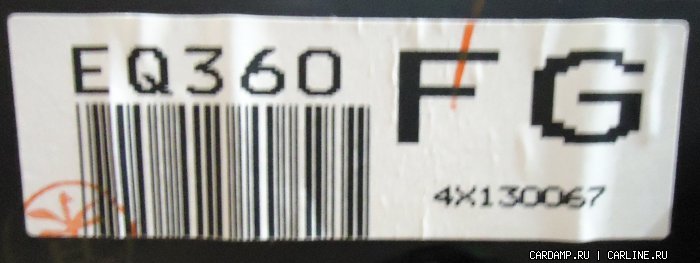 EQ360
FG
4X130067
CARDAMP.RU | CARLINE.RU